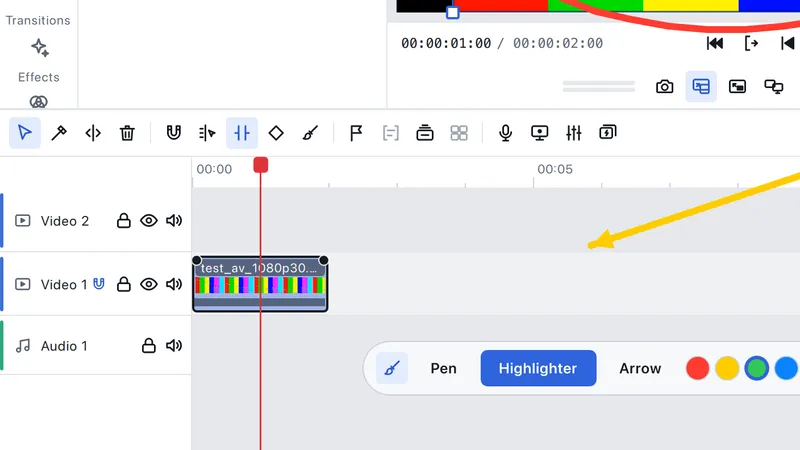 Transitions
Effects
00:00:01:00 / 00:00:02:00
00:00
00:05
Video 2
test_av_1080p30....
Video 1
Audio 1
Pen
Highlighter
Arrow